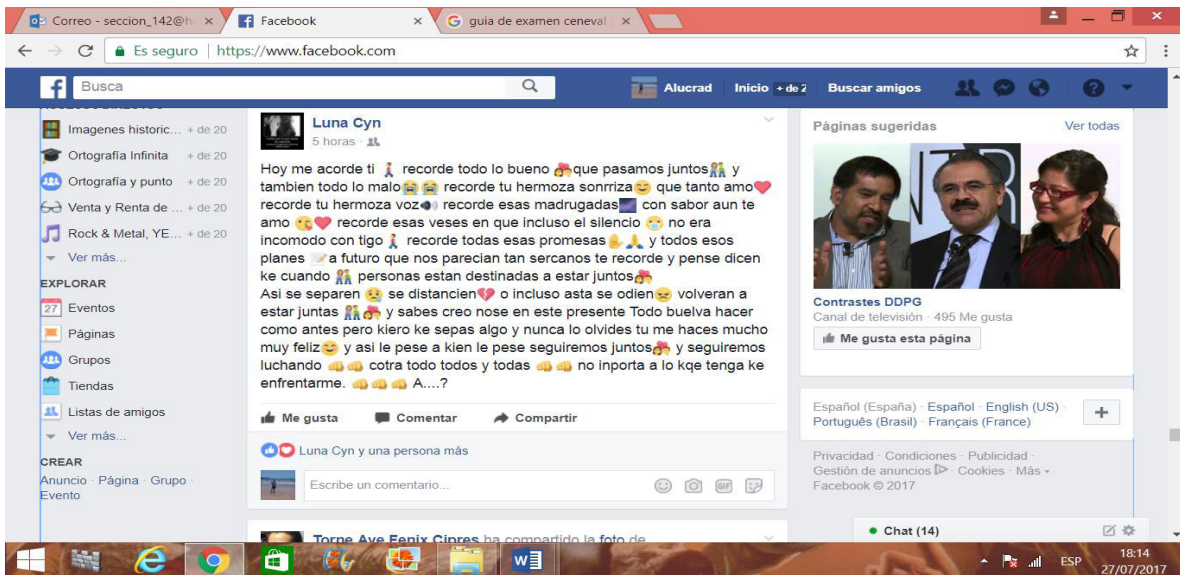 Correo - seccion_142@h
Facebook
guia de examen ceneval
Es seguro | https://www.facebook.com
Busca
Alucrad Inicio + de 2 Buscar amigos
Imagenes historic... + de 20
Ortografía Infinita + de 20
Ortografía y punto + de 20
Venta y Renta de ... + de 20
Rock & Metal, YE... + de 20
Ver más...
EXPLORAR
27 Eventos
Páginas
Grupos
Tiendas
Listas de amigos
Ver más...
CREAR
Anuncio · Página · Grupo ·
Evento
Luna Cyn
5 horas ·
Hoy me acorde ti 🚶 recorde todo lo bueno 💏que pasamos juntos👫 y
tambien todo lo malo😭😭 recorde tu hermoza sonrriza😊 que tanto amo❤
recorde tu hermoza voz🔊 recorde esas madrugadas🌌 con sabor aun te
amo 😘❤ recorde esas veses en que incluso el silencio 😶 no era
incomodo con tigo 🚶 recorde todas esas promesas✋🙏 y todos esos
planes 📝a futuro que nos parecian tan sercanos te recorde y pense dicen
ke cuando 👫 personas estan destinadas a estar juntos💏
Asi se separen 😢 se distancien💔 o incluso asta se odien😠 volveran a
estar juntas 👫💏 y sabes creo nose en este presente Todo buelva hacer
como antes pero kiero ke sepas algo y nunca lo olvides tu me haces mucho
muy feliz😊 y asi le pese a kien le pese seguiremos juntos💏 y seguiremos
luchando 👊👊 cotra todo todos y todas 👊👊 no inporta a lo kqe tenga ke
enfrentarme. 👊👊👊 A....?
Me gusta Comentar Compartir
Luna Cyn y una persona más
Escribe un comentario...
GIF
Torne Ave Fenix Cipres ha compartido la foto de
Páginas sugeridas Ver todas
Contrastes DDPG
Canal de televisión · 495 Me gusta
Me gusta esta página
Español (España) · Español · English (US) ·
Português (Brasil) · Français (France)
Privacidad · Condiciones · Publicidad ·
Gestión de anuncios · Cookies · Más
Facebook © 2017
Chat (14)
ESP
18:14
27/07/2017